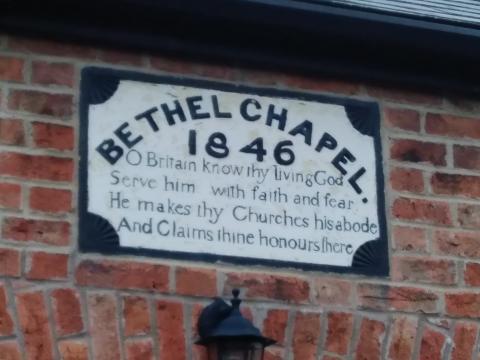 BETHEL CHAPEL.
1846
O Britain know thy living God
Serve him with faith and fear
He makes thy Churches his abode
And Claims thine honours there